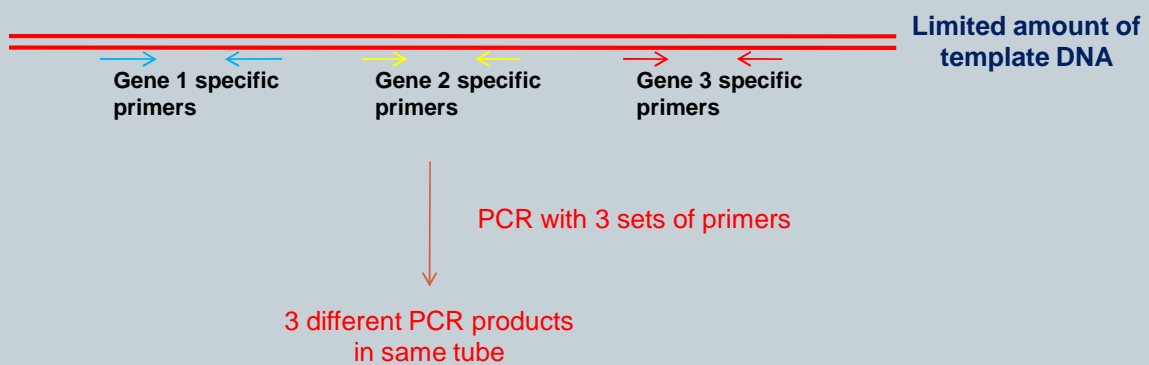 Limited amount of
template DNA
Gene 1 specific
primers
Gene 2 specific
primers
Gene 3 specific
primers
PCR with 3 sets of primers
3 different PCR products
in same tube